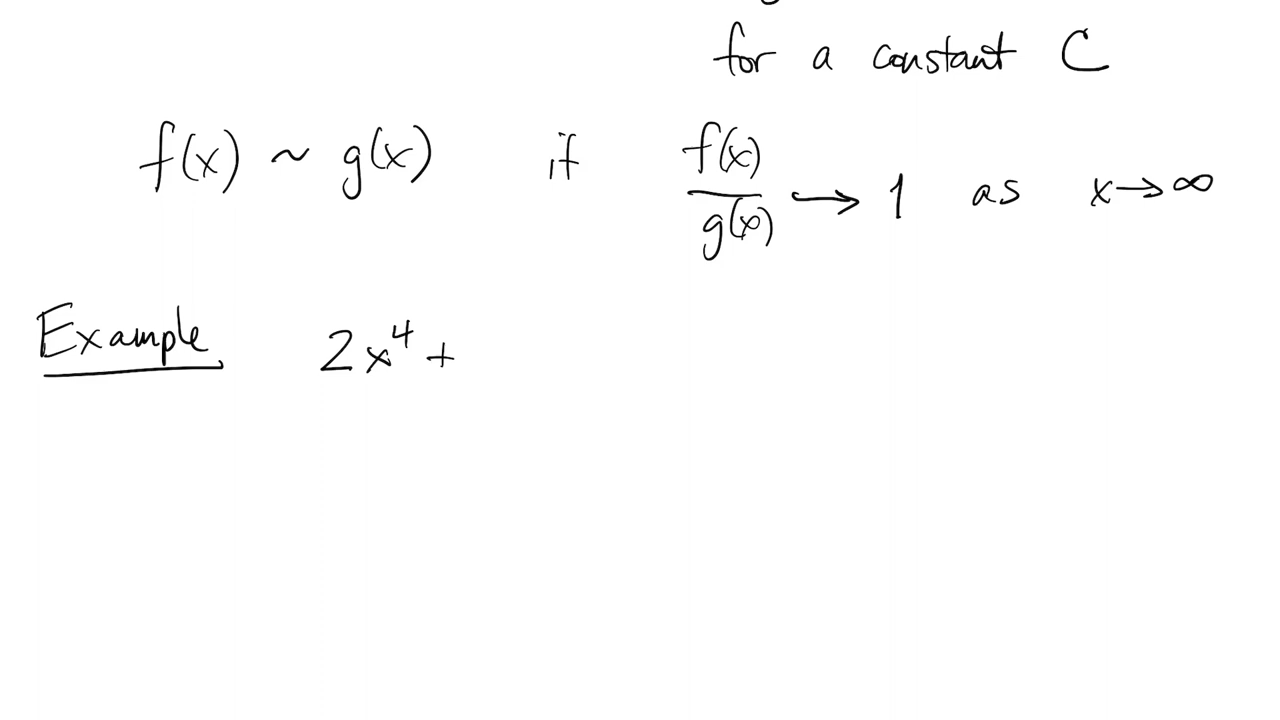 for a constant C
f(x) ~ g(x) if f(x)/g(x) → 1 as x → ∞
Example 2x⁴ +